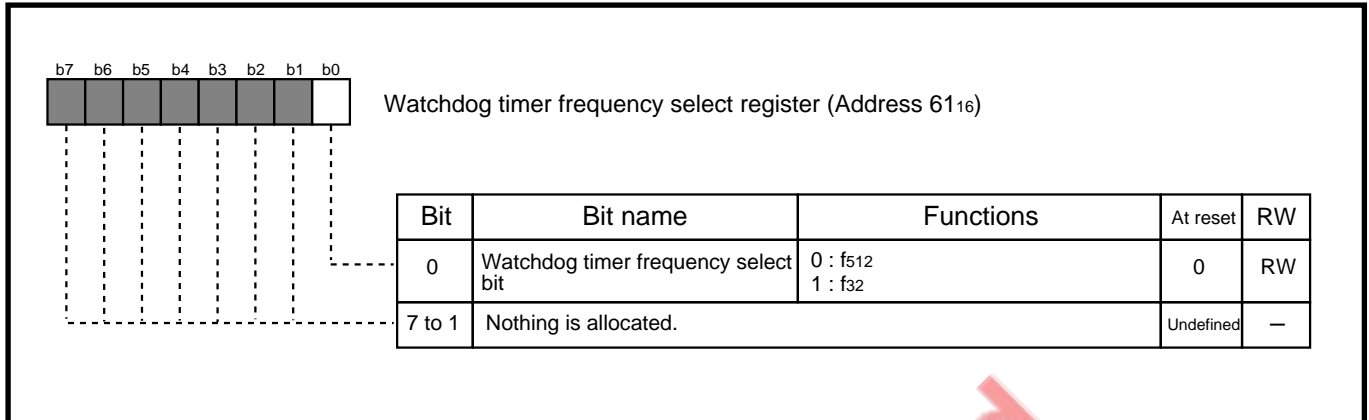 b7 b6 b5 b4 b3 b2 b1 b0
Watchdog timer frequency select register (Address 61₁₆)
Bit Bit name Functions At reset RW
0 Watchdog timer frequency select bit 0 : f₅₁₂ 0 RW
1 : f₃₂
7 to 1 Nothing is allocated. Undefined –